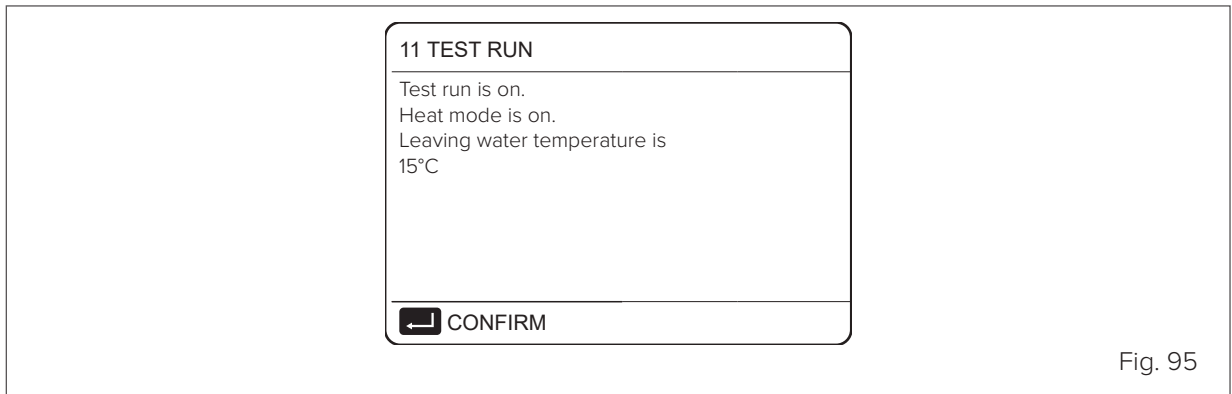 11 TEST RUN
Test run is on.
Heat mode is on.
Leaving water temperature is
15°C
CONFIRM
Fig. 95